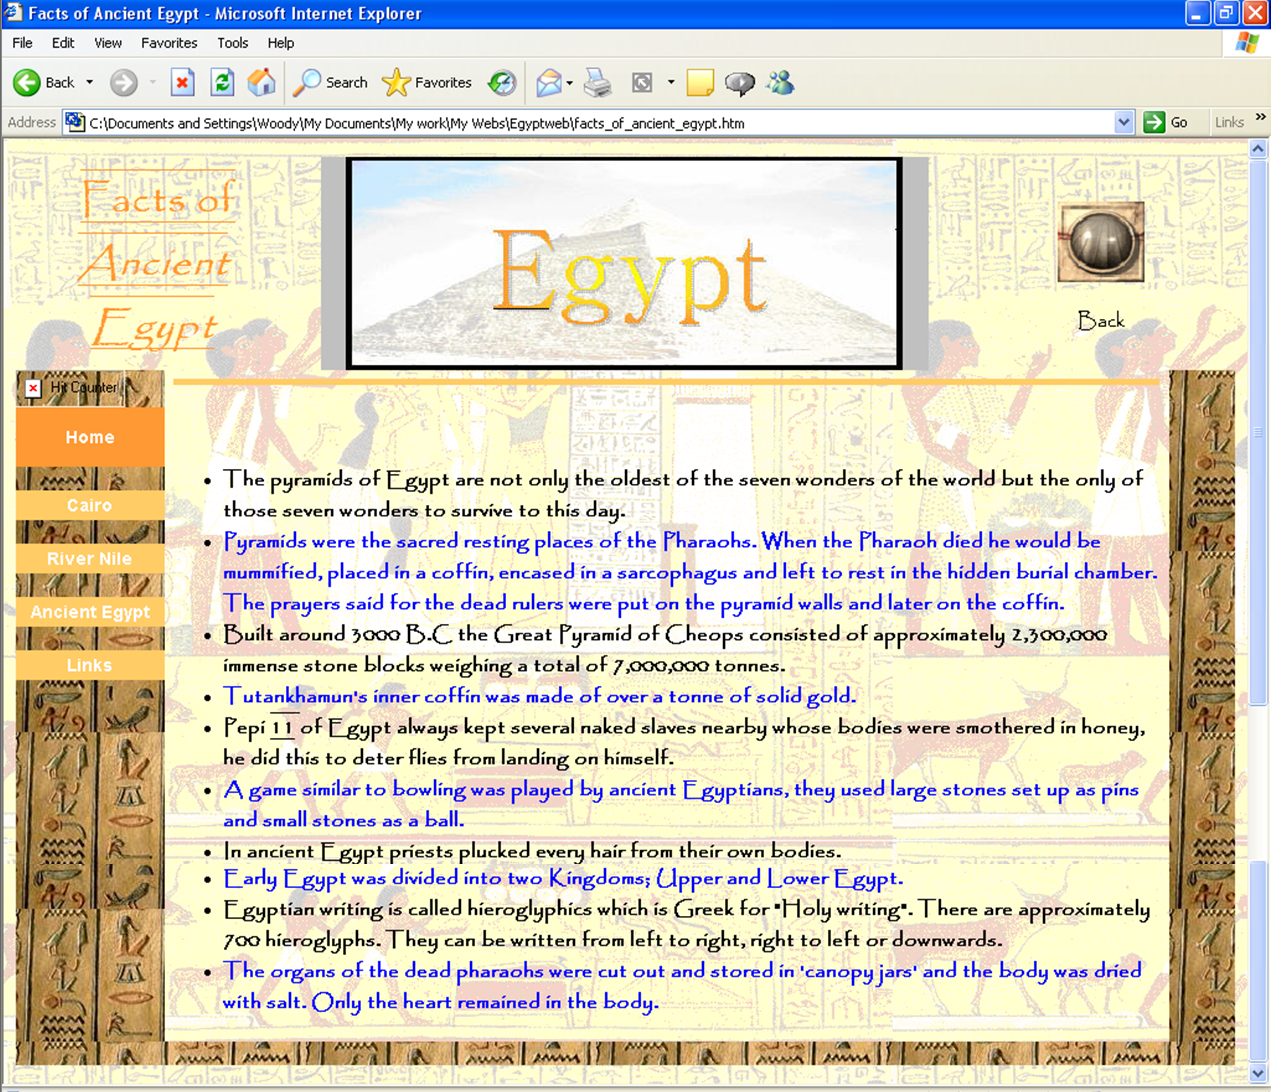 Facts of Ancient Egypt - Microsoft Internet Explorer
File Edit View Favorites Tools Help
Back Search Favorites
Address C:\Documents and Settings\Woody\My Documents\My work\My Webs\Egyptweb\facts_of_ancient_egypt.htm Go Links »
Facts of
Ancient
Egypt
Egypt
Back
Hit Counter
Home
Cairo
River Nile
Ancient Egypt
Links
• The pyramids of Egypt are not only the oldest of the seven wonders of the world but the only of
those seven wonders to survive to this day.
• Pyramids were the sacred resting places of the Pharaohs. When the Pharaoh died he would be
mummified, placed in a coffin, encased in a sarcophagus and left to rest in the hidden burial chamber.
The prayers said for the dead rulers were put on the pyramid walls and later on the coffin.
• Built around 3000 B.C the Great Pyramid of Cheops consisted of approximately 2,300,000
immense stone blocks weighing a total of 7,000,000 tonnes.
• Tutankhamun's inner coffin was made of over a tonne of solid gold.
• Pepi 11 of Egypt always kept several naked slaves nearby whose bodies were smothered in honey,
he did this to deter flies from landing on himself.
• A game similar to bowling was played by ancient Egyptians, they used large stones set up as pins
and small stones as a ball.
• In ancient Egypt priests plucked every hair from their own bodies.
• Early Egypt was divided into two Kingdoms; Upper and Lower Egypt.
• Egyptian writing is called hieroglyphics which is Greek for "Holy writing". There are approximately
700 hieroglyphs. They can be written from left to right, right to left or downwards.
• The organs of the dead pharaohs were cut out and stored in 'canopy jars' and the body was dried
with salt. Only the heart remained in the body.